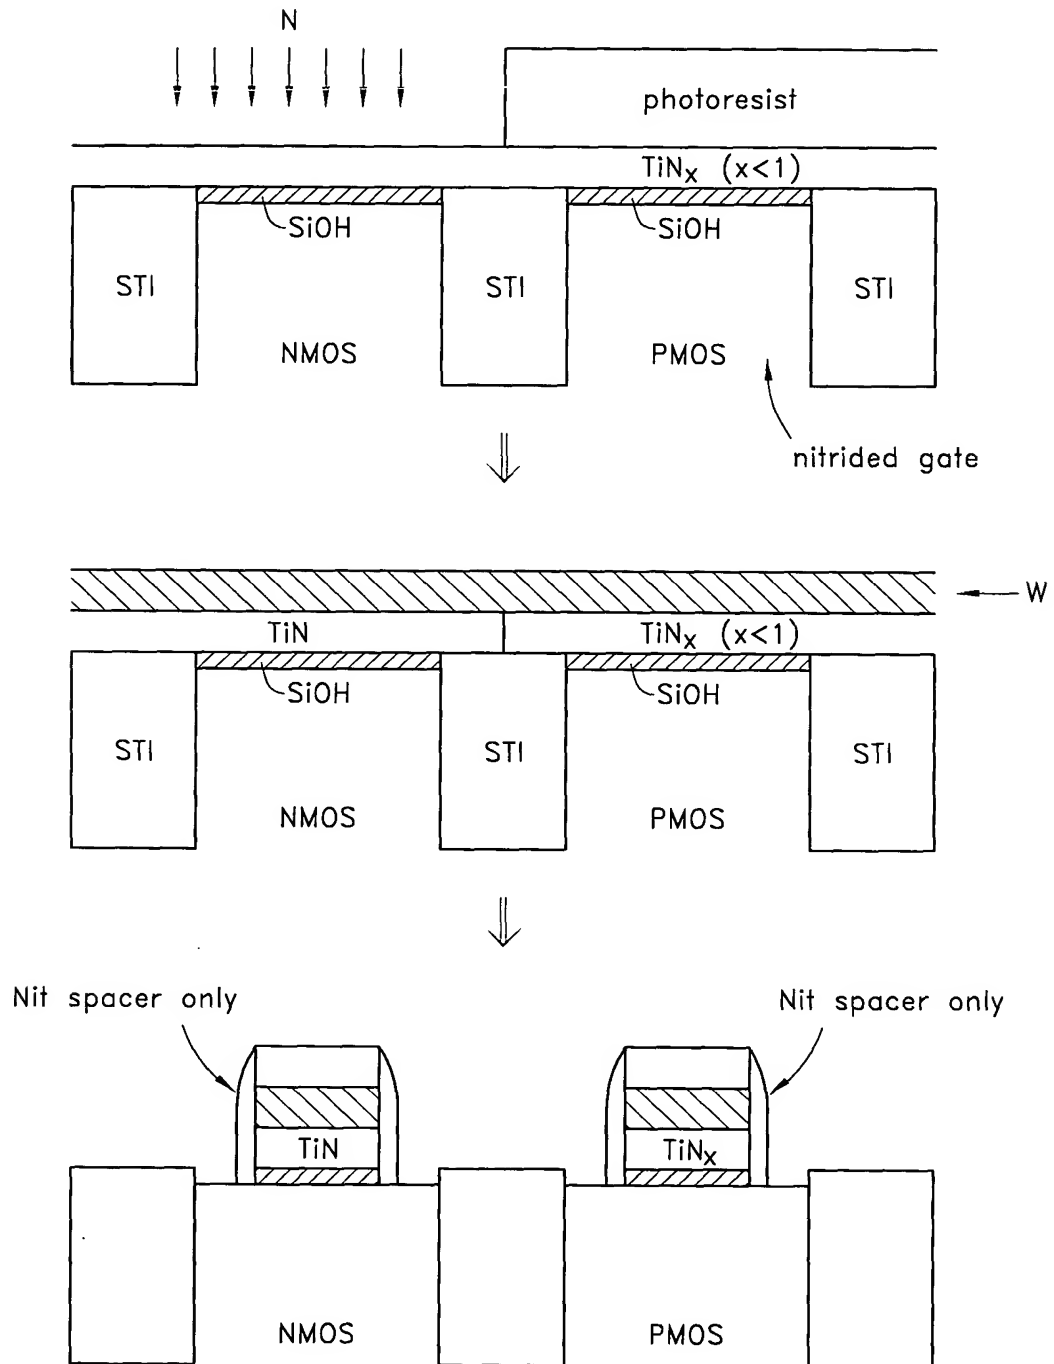 N
photoresist
TiNx (x<1)
SiOH
SiOH
STI
STI
STI
NMOS
PMOS
nitrided gate
W
TiN
TiNx (x<1)
SiOH
SiOH
STI
STI
STI
NMOS
PMOS
Nit spacer only
Nit spacer only
TiN
TiNx
NMOS
PMOS